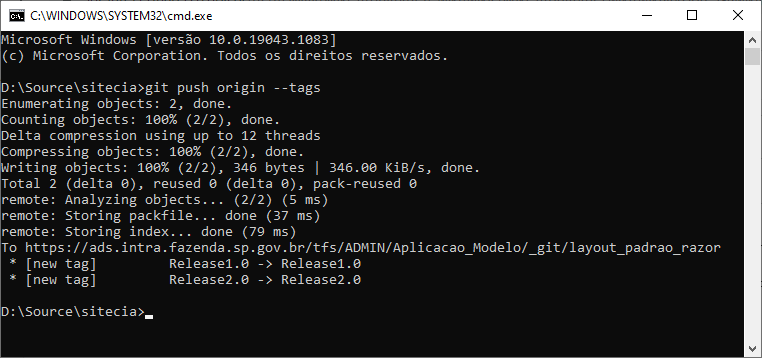 C:\WINDOWS\SYSTEM32\cmd.exe
Microsoft Windows [versão 10.0.19043.1083]
(c) Microsoft Corporation. Todos os direitos reservados.
D:\Source\sitecia>git push origin --tags
Enumerating objects: 2, done.
Counting objects: 100% (2/2), done.
Delta compression using up to 12 threads
Compressing objects: 100% (2/2), done.
Writing objects: 100% (2/2), 346 bytes | 346.00 KiB/s, done.
Total 2 (delta 0), reused 0 (delta 0), pack-reused 0
remote: Analyzing objects... (2/2) (5 ms)
remote: Storing packfile... done (37 ms)
remote: Storing index... done (79 ms)
To https://ads.intra.fazenda.sp.gov.br/tfs/ADMIN/Aplicacao_Modelo/_git/layout_padrao_razor
 * [new tag]         Release1.0 -> Release1.0
 * [new tag]         Release2.0 -> Release2.0
D:\Source\sitecia>